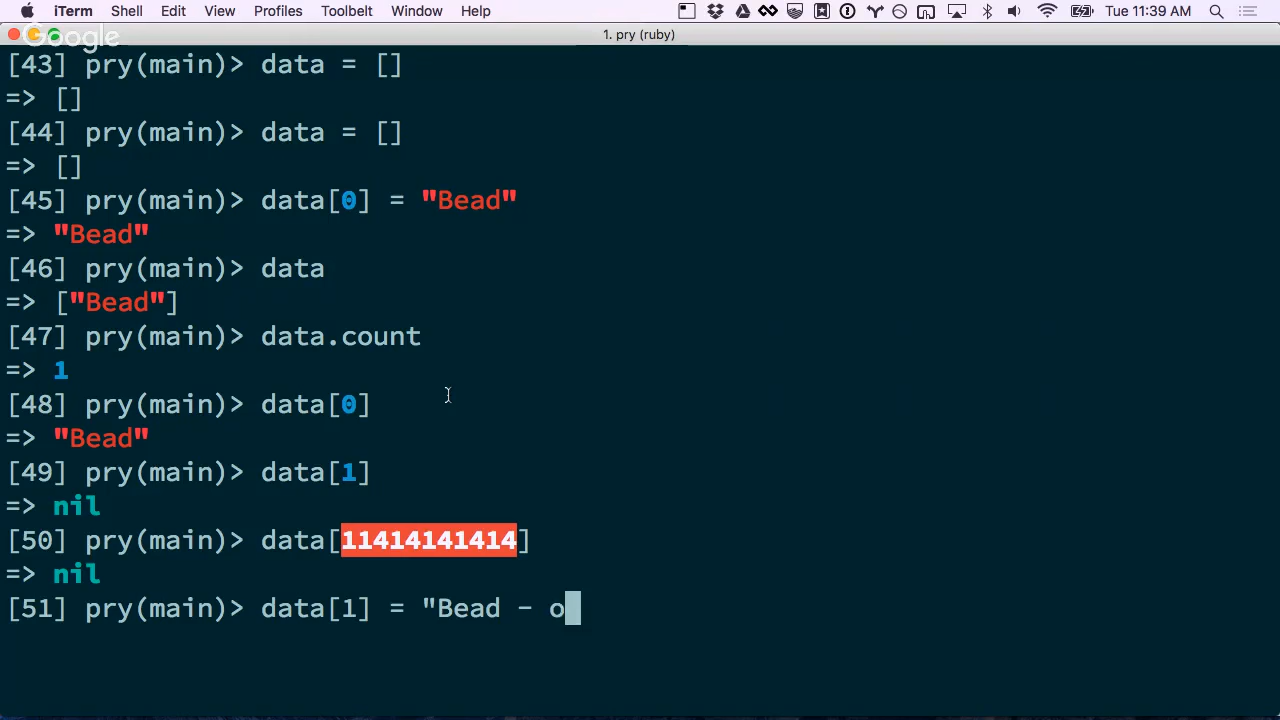 iTerm Shell Edit View Profiles Toolbelt Window Help Tue 11:39 AM
Google
1. pry (ruby)
[43] pry(main)> data = []
=> []
[44] pry(main)> data = []
=> []
[45] pry(main)> data[0] = "Bead"
=> "Bead"
[46] pry(main)> data
=> ["Bead"]
[47] pry(main)> data.count
=> 1
[48] pry(main)> data[0]
=> "Bead"
[49] pry(main)> data[1]
=> nil
[50] pry(main)> data[11414141414]
=> nil
[51] pry(main)> data[1] = "Bead - o